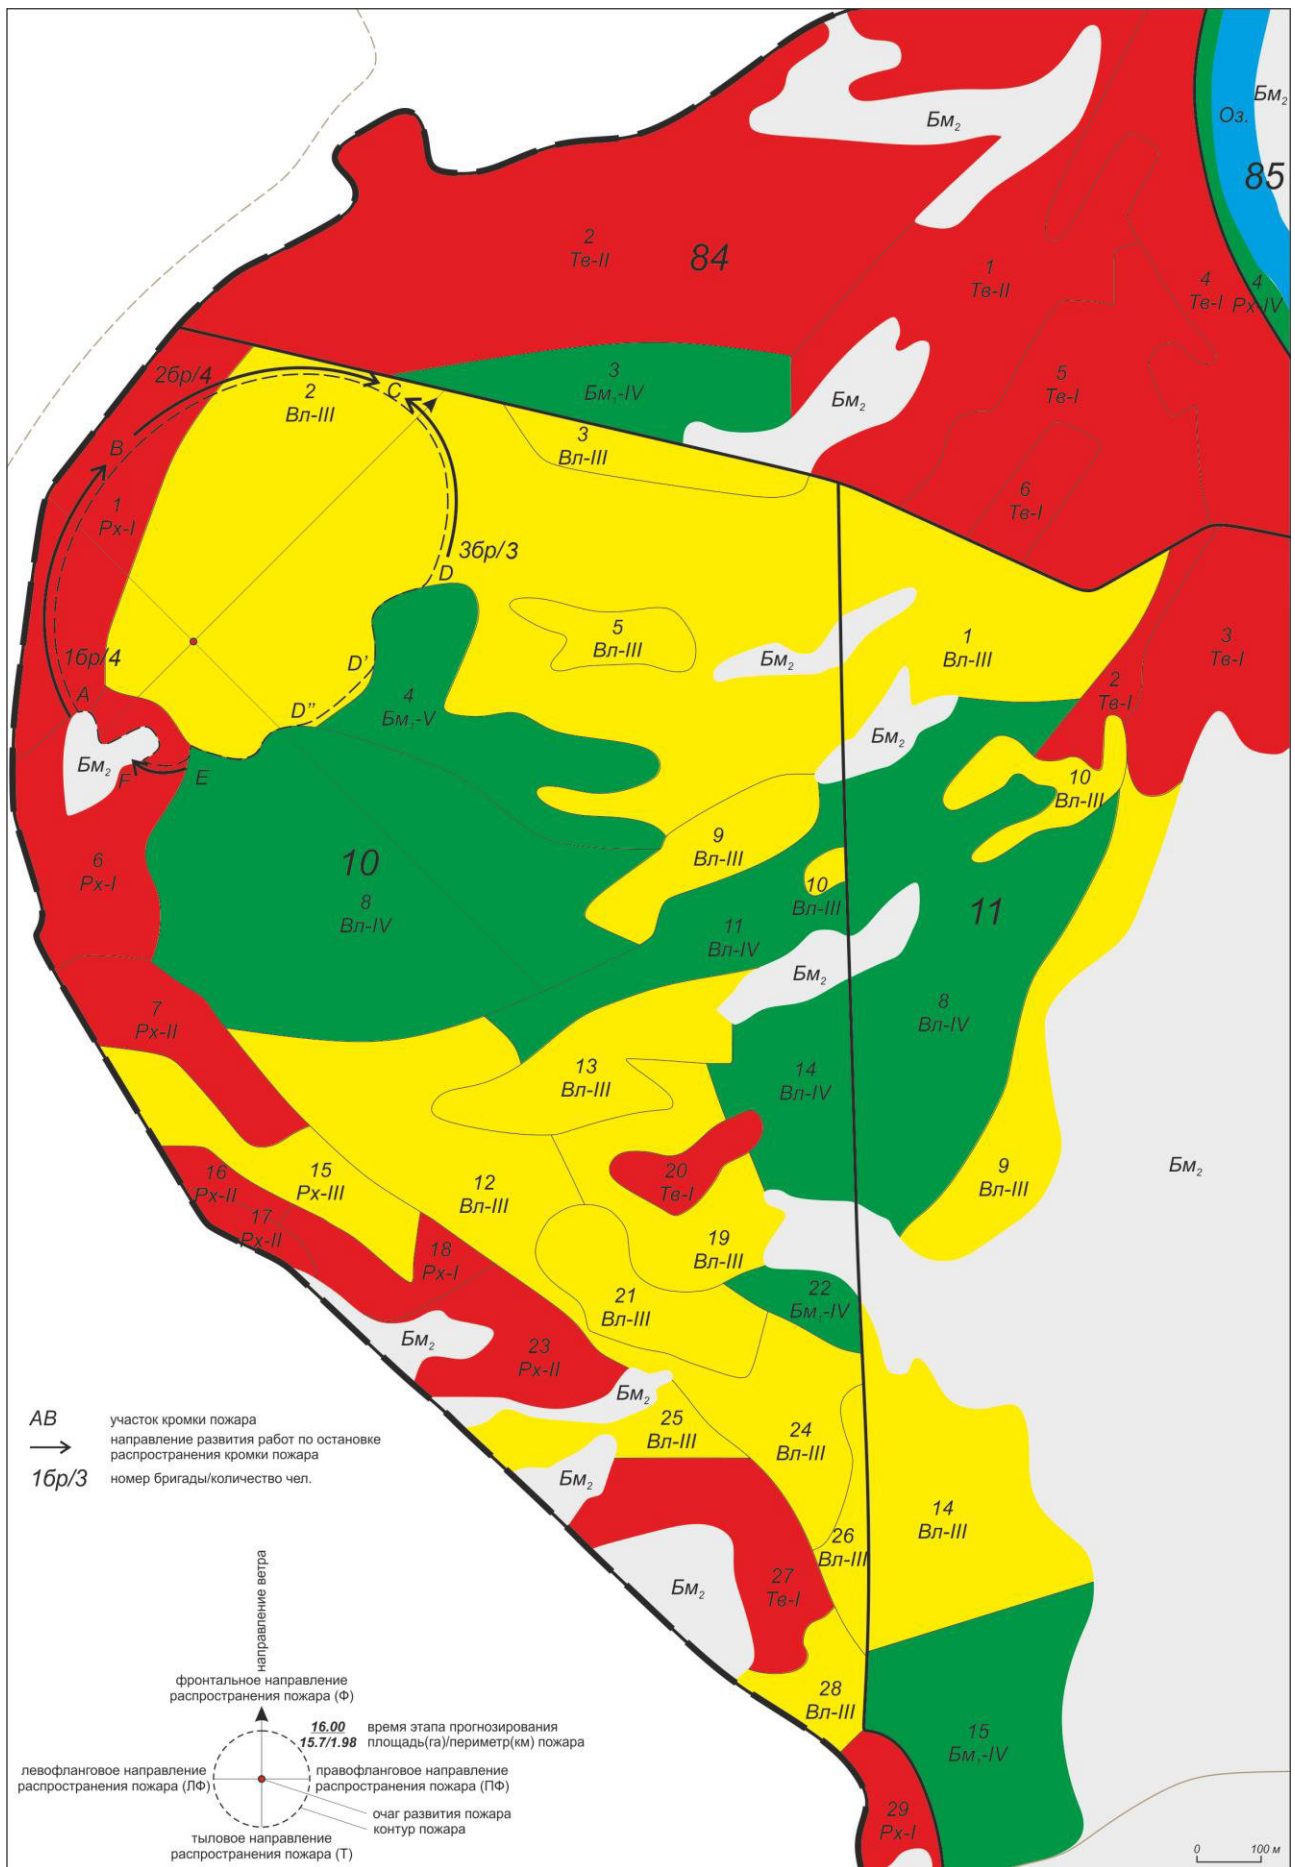 Бм₂
Бм₂
Оз.
85
2
Тв-II
84
1
Тв-II
4
Тв-I
4
Рх-IV
3
Бм₁-IV
Бм₂
5
Тв-I
2бр/4
2
Вл-III
C
3
Вл-III
B
6
Тв-I
1
Рх-I
3бр/3
D
5
Вл-III
1
Вл-III
3
Тв-I
Бм₂
1бр/4
D'
A
4
Бм₁-V
2
Тв-I
D''
Бм₂
Бм₂
F
E
10
Вл-III
9
Вл-III
6
Рх-I
10
8
Вл-IV
10
Вл-III
11
11
Вл-IV
Бм₂
8
Вл-IV
7
Рх-II
13
Вл-III
14
Вл-IV
16
Рх-II
15
Рх-III
12
Вл-III
20
Тв-I
9
Вл-III
Бм₂
17
Рх-II
18
Рх-I
19
Вл-III
21
Вл-III
22
Бм₁-IV
Бм₂
23
Рх-II
Бм₂
25
Вл-III
24
Вл-III
AB участок кромки пожара
направление развития работ по остановке
распространения кромки пожара
1бр/3 номер бригады/количество чел.
Бм₂
14
Вл-III
26
Вл-III
Бм₂
27
Тв-I
28
Вл-III
15
Бм₁-IV
29
Рх-I
направление ветра
фронтальное направление
распространения пожара (Ф)
16.00 время этапа прогнозирования
15.7/1.98 площадь(га)/периметр(км) пожара
левофланговое направление
распространения пожара (ЛФ)
правофланговое направление
распространения пожара (ПФ)
очаг развития пожара
контур пожара
тыловое направление
распространения пожара (Т)
0 100 м